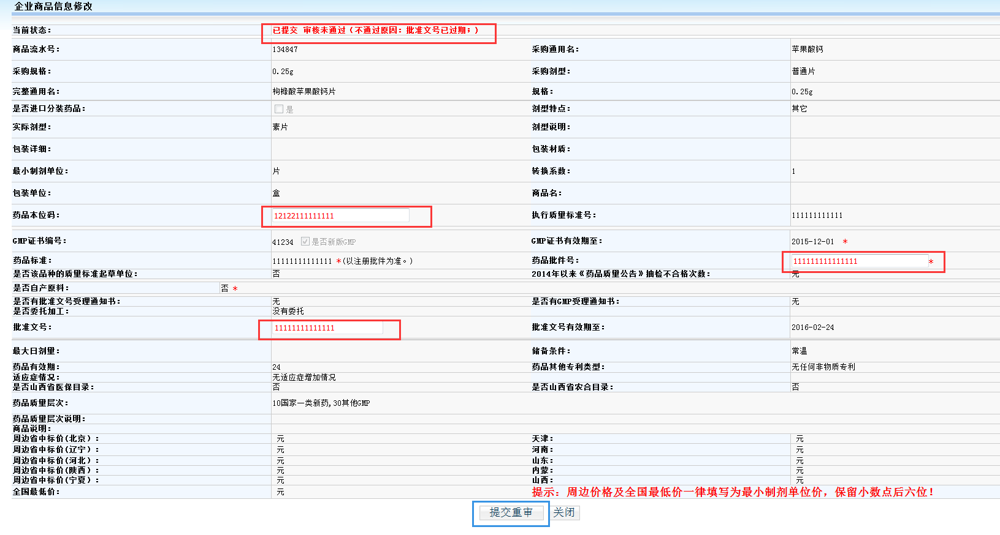 企业商品信息修改
当前状态： 已提交 审核未通过（不通过原因：批准文号已过期；）
商品流水号： 134847 采购通用名： 苹果酸钙
采购规格： 0.25g 采购剂型： 普通片
完整通用名： 枸橼酸苹果酸钙片 规格： 0.25g
是否进口分装药品： 是 剂型特点： 其它
实际剂型： 素片 剂型说明：
包装详细： 包装材质：
最小制剂单位： 片 转换系数： 1
包装单位： 盒 商品名：
药品本位码： 12122111111111 执行质量标准号： 111111111111
GMP证书编号： 41234 是否新版GMP GMP证书有效期至： 2015-12-01 *
药品标准： 11111111111111 *(以注册批件为准。) 药品批件号： 111111111111111 *
是否该品种的质量标准起草单位： 否 2014年以来《药品质量公告》抽检不合格次数： 无
是否自产原料： 否 *
是否有批准文号受理通知书： 无 是否有GMP受理通知书： 无
是否委托加工： 没有委托
批准文号： 11111111111111 批准文号有效期至： 2016-02-24
最大日剂量： 储备条件： 常温
药品有效期： 24 药品其他专利类型： 无任何非物质专利
适应症情况： 无适应症增加情况
是否山西省医保目录： 否 是否山西省农合目录： 否
药品质量层次： 10国家一类新药,30其他GMP
药品质量层次说明：
商品说明：
周边省中标价(北京)： 元 天津： 元
周边省中标价(辽宁)： 元 河南： 元
周边省中标价(河北)： 元 山东： 元
周边省中标价(陕西)： 元 内蒙： 元
周边省中标价(宁夏)： 元 山西： 元
全国最低价： 元 提示：周边价格及全国最低价一律填写为最小制剂单位价，保留小数点后六位！
提交重审 关闭